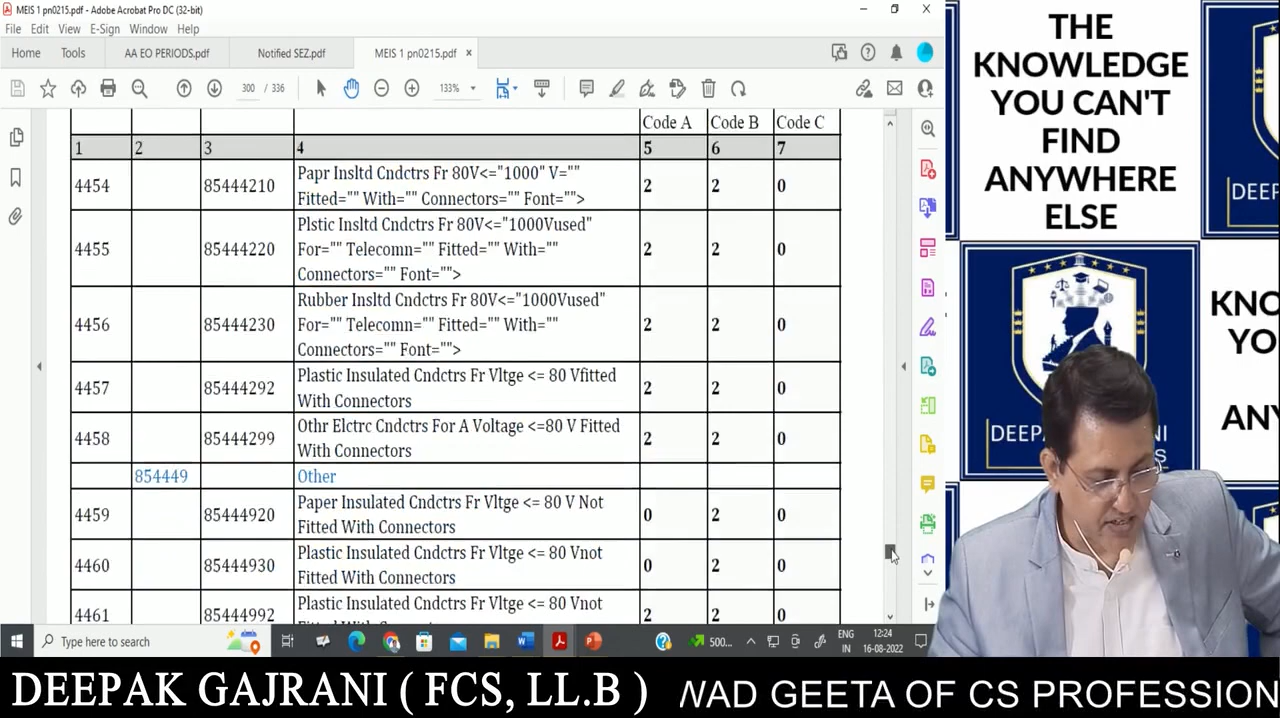 MEIS 1 pn0215.pdf - Adobe Acrobat Pro DC (32-bit)
File Edit View E-Sign Window Help
Home Tools AA EO PERIODS.pdf Notified SEZ.pdf MEIS 1 pn0215.pdf ×
300 / 336 133%
Code A Code B Code C
1 2 3 4 5 6 7
4454 85444210 Papr Insltd Cndctrs Fr 80V<="1000" V=""
Fitted="" With="" Connectors="" Font="">
2 2 0
4455 85444220 Plstic Insltd Cndctrs Fr 80V<="1000Vused"
For="" Telecomn="" Fitted="" With=""
Connectors="" Font="">
2 2 0
4456 85444230 Rubber Insltd Cndctrs Fr 80V<="1000Vused"
For="" Telecomn="" Fitted="" With=""
Connectors="" Font="">
2 2 0
4457 85444292 Plastic Insulated Cndctrs Fr Vltge <= 80 Vfitted
With Connectors
2 2 0
4458 85444299 Othr Elctrc Cndctrs For A Voltage <=80 V Fitted
With Connectors
2 2 0
854449 Other
4459 85444920 Paper Insulated Cndctrs Fr Vltge <= 80 V Not
Fitted With Connectors
0 2 0
4460 85444930 Plastic Insulated Cndctrs Fr Vltge <= 80 Vnot
Fitted With Connectors
0 2 0
4461 85444992 Plastic Insulated Cndctrs Fr Vltge <= 80 Vnot
2 2 0
Type here to search
500...
ENG
IN
12:24
16-08-2022
THE
KNOWLEDGE
YOU CAN'T
FIND
ANYWHERE
ELSE
DEEP
KNO
YO
ANY
DEEP
NI
S
DEEPAK GAJRANI ( FCS, LL.B )
WAD GEETA OF CS PROFESSION